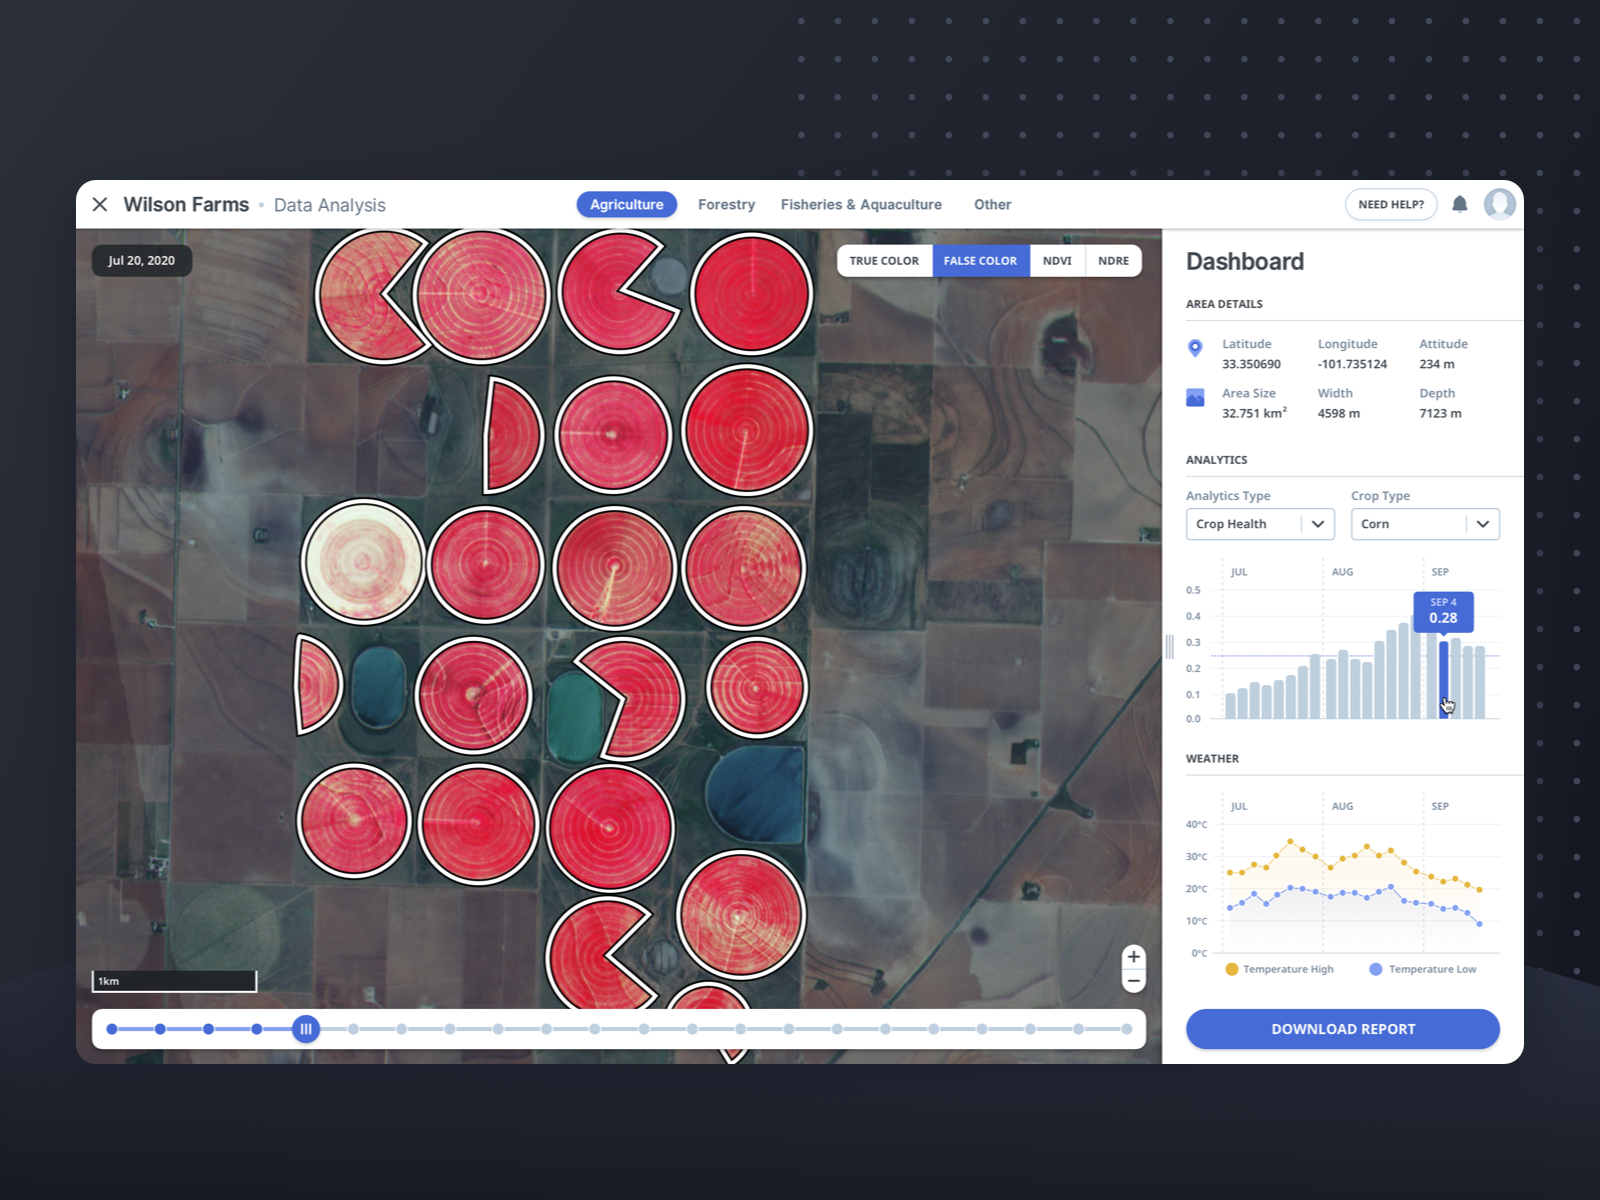 Wilson Farms • Data Analysis
Agriculture
Forestry
Fisheries & Aquaculture
Other
NEED HELP?
Jul 20, 2020
TRUE COLOR
FALSE COLOR
NDVI
NDRE
1km
+
−
Dashboard
AREA DETAILS
Latitude Longitude Attitude
33.350690 -101.735124 234 m
Area Size Width Depth
32.751 km² 4598 m 7123 m
ANALYTICS
Analytics Type Crop Type
Crop Health Corn
JUL AUG SEP
0.5
0.4
0.3
0.2
0.1
0.0
SEP 4
0.28
WEATHER
JUL AUG SEP
40°C
30°C
20°C
10°C
0°C
Temperature High Temperature Low
DOWNLOAD REPORT